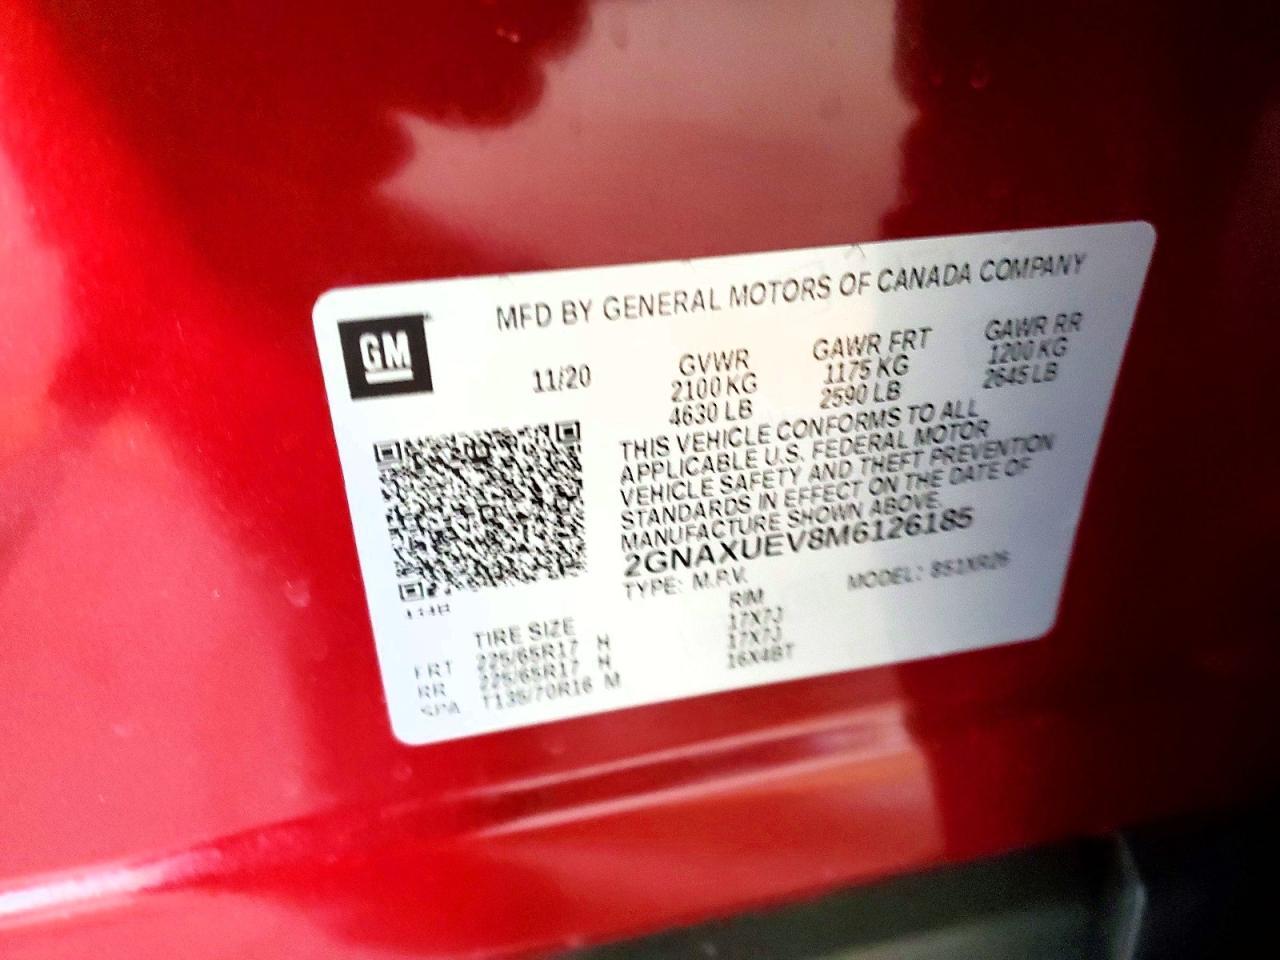 GM
MFD BY GENERAL MOTORS OF CANADA COMPANY
11/20
GVWR
2100 KG
4630 LB
GAWR FRT
1175 KG
2590 LB
GAWR RR
1200 KG
2645 LB
THIS VEHICLE CONFORMS TO ALL
APPLICABLE U.S. FEDERAL MOTOR
VEHICLE SAFETY AND THEFT PREVENTION
STANDARDS IN EFFECT ON THE DATE OF
MANUFACTURE SHOWN ABOVE.
2GNAXUEV8M6126185
TYPE: M.P.V. MODEL: 851XR26
TIRE SIZE RIM
FRT 225/65R17 H 17X7J
RR 225/65R17 H 17X7J
SPA T135/70R16 M 16X4BT